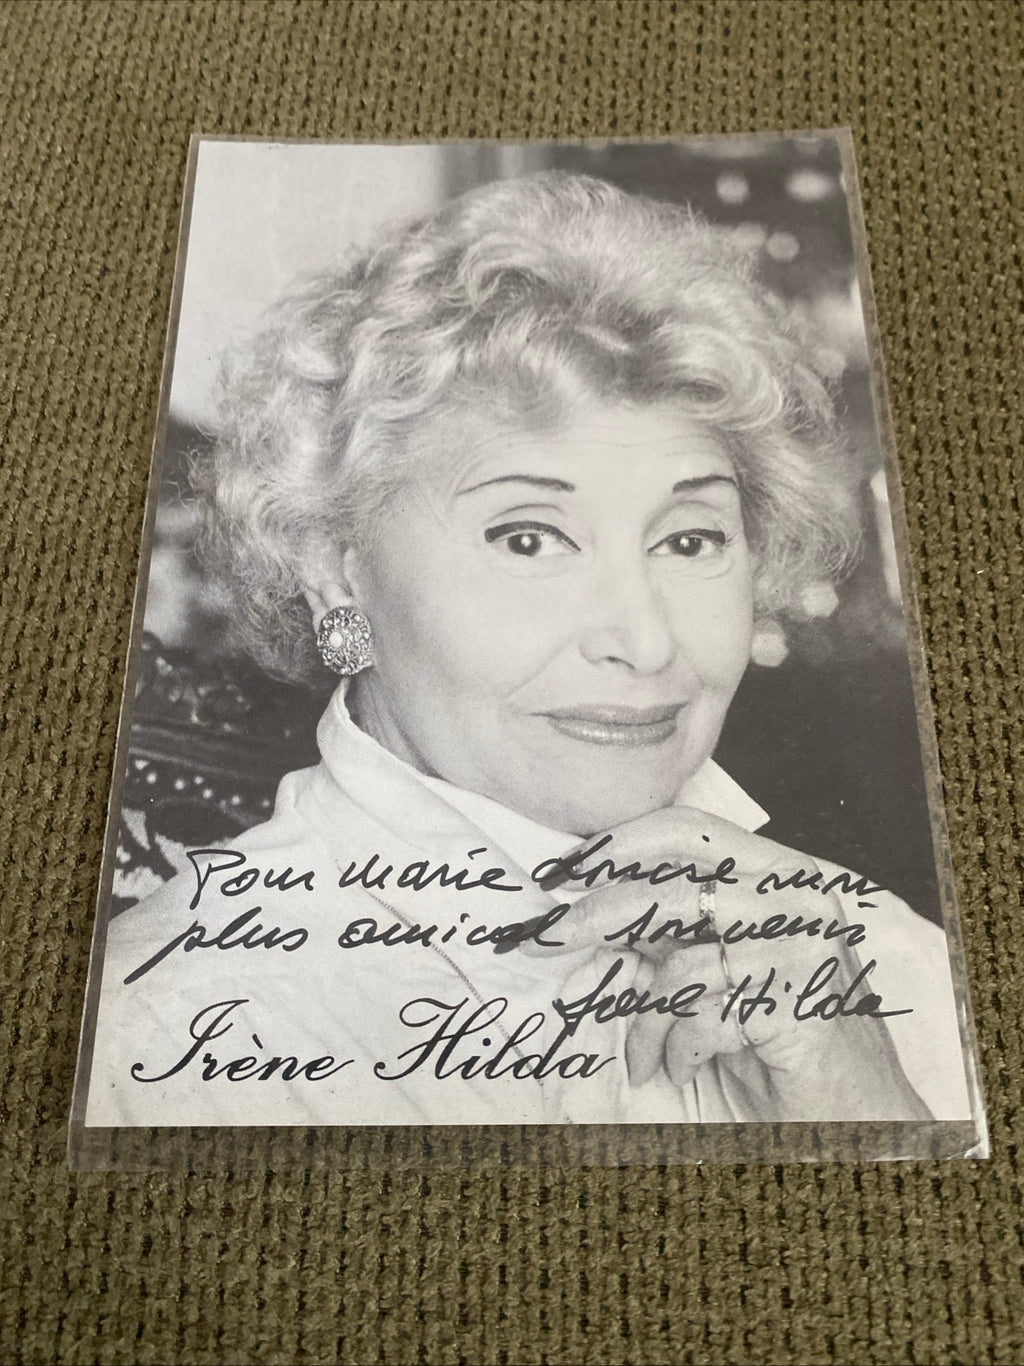 Pour Marie Louise mon
plus amical souvenir
Irène Hilda
Irène Hilda